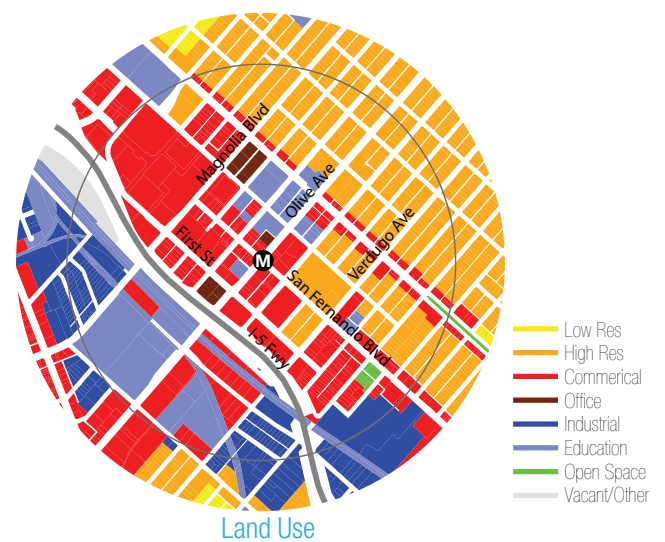 Magnolia Blvd
Olive Ave
First St
Verdugo Ave
M
San Fernando Blvd
I-5 Fwy
Low Res
High Res
Commerical
Office
Industrial
Education
Open Space
Vacant/Other
Land Use